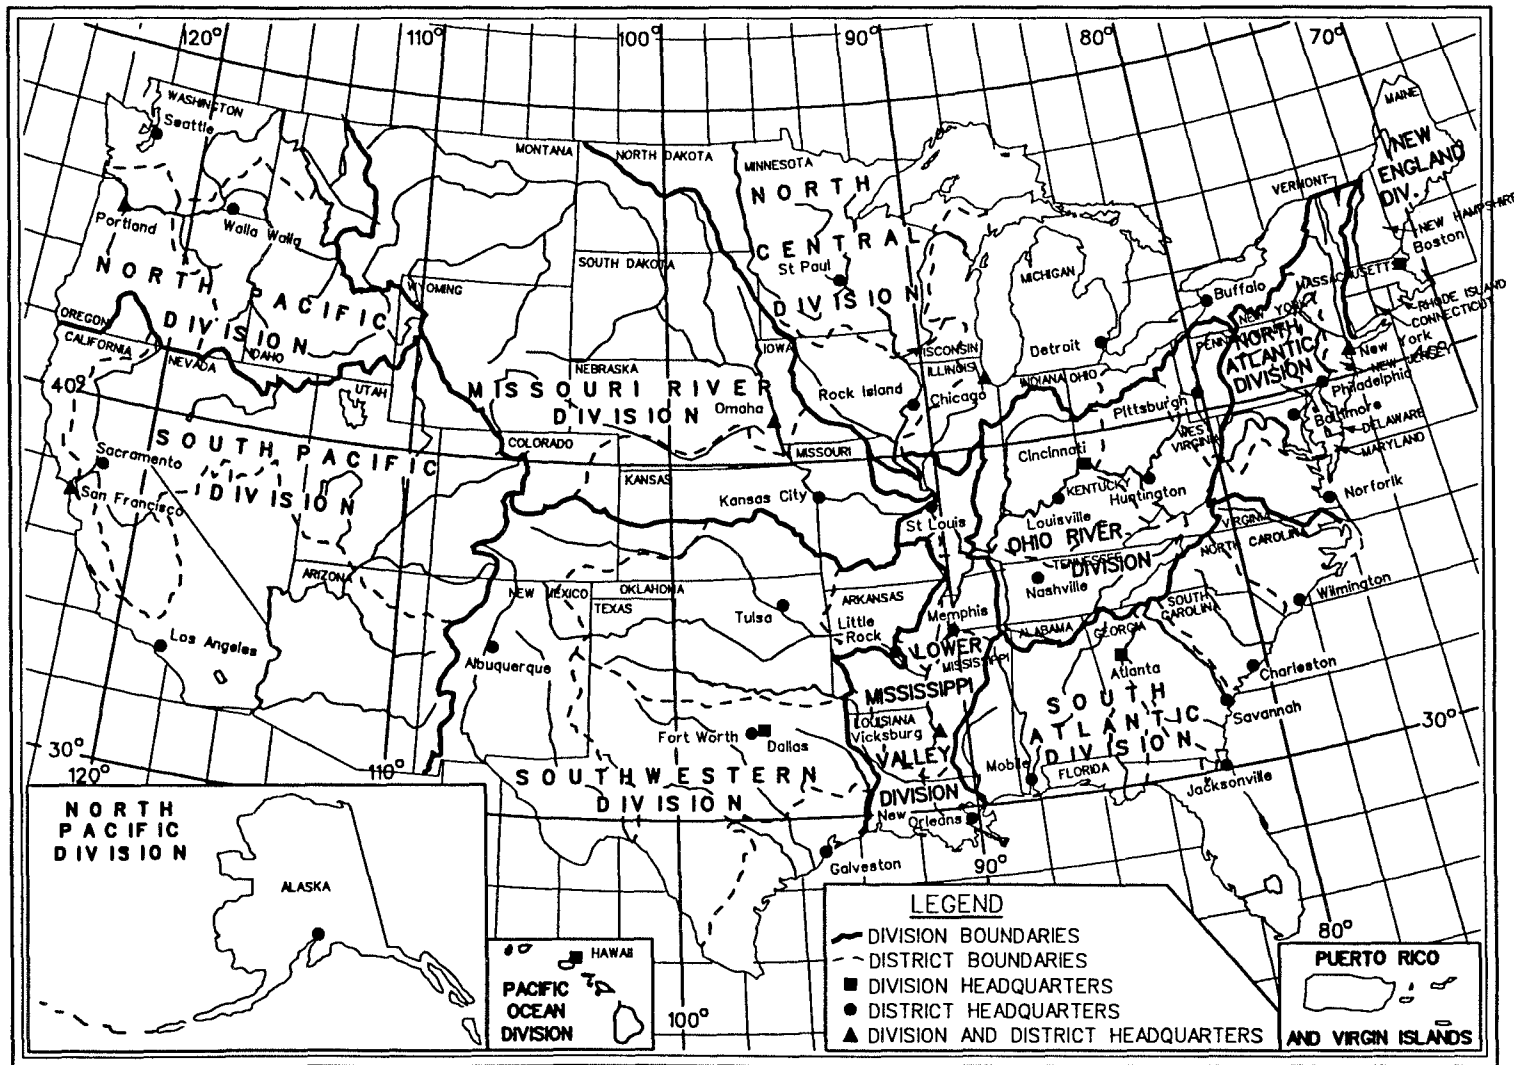 120°
110°
100°
90°
80°
70°
WASHINGTON
Seattle
Portland
Walla Walla
NORTH PACIFIC
DIVISION
OREGON
CALIFORNIA
NEVADA
IDAHO
UTAH
40°
MONTANA
NORTH DAKOTA
SOUTH DAKOTA
WYOMING
NEBRASKA
MISSOURI RIVER
DIVISION
Omaha
COLORADO
KANSAS
Kansas City
MISSOURI
MINNESOTA
NORTH
CENTRAL
St Paul
DIVISION
IOWA
WISCONSIN
ILLINOIS
Rock Island
Chicago
MICHIGAN
Detroit
INDIANA
OHIO
Buffalo
MAINE
NEW
ENGLAND
DIV.
VERMONT
NEW HAMPSHIRE
Boston
MASSACHUSETTS
RHODE ISLAND
CONNECTICUT
NEW YORK
New York
40°
NEW JERSEY
NORTH
ATLANTIC
DIVISION
Philadelphia
Baltimore
DELAWARE
MARYLAND
Pittsburgh
WEST
VIRGINIA
Norforlk
VIRGINIA
NORTH CAROLINA
Cincinnati
KENTUCKY
Huntington
Louisville
OHIO RIVER
TENNESSEE
DIVISION
Nashville
St Louis
SOUTH PACIFIC
DIVISION
Sacramento
San Francisco
Los Angeles
ARIZONA
NEW MEXICO
Albuquerque
OKLAHOMA
TEXAS
Tulsa
Fort Worth
Dallas
SOUTHWESTERN
DIVISION
Galveston
ARKANSAS
Little
Rock
Memphis
LOWER
MISSISSIPPI
MISSISSIPPI
LOUISIANA
Vicksburg
VALLEY
DIVISION
New
Orleans
ALABAMA
GEORGIA
SOUTH
CAROLINA
Wilmington
Charleston
Atlanta
SOUTH
ATLANTIC
DIVISION
Savannah
Mobile
FLORIDA
Jacksonville
30°
30°
120°
110°
100°
90°
80°
NORTH
PACIFIC
DIVISION
ALASKA
HAWAII
PACIFIC
OCEAN
DIVISION
LEGEND
DIVISION BOUNDARIES
DISTRICT BOUNDARIES
DIVISION HEADQUARTERS
DISTRICT HEADQUARTERS
DIVISION AND DISTRICT HEADQUARTERS
PUERTO RICO
AND VIRGIN ISLANDS